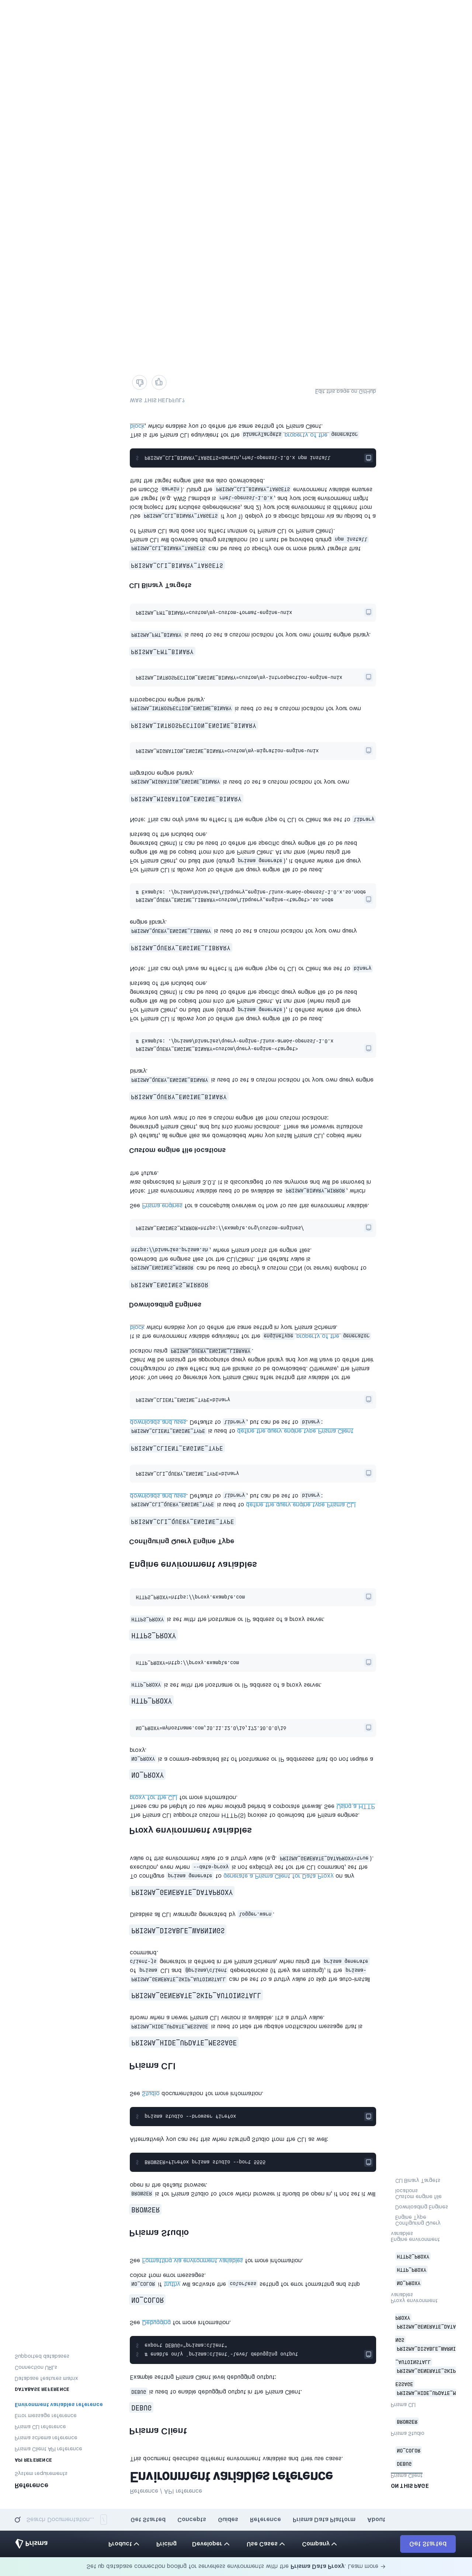 Set up database connection pooling for serverless environments with the Prisma Data Proxy. Learn more →
Prisma
Product
Pricing
Developer
Use Cases
Company
Get Started
Search Documentation...
Get Started
Concepts
Guides
Reference
Prisma Data Platform
About
Reference
System requirements
API REFERENCE
Prisma Client API reference
Prisma schema reference
Prisma CLI reference
Error message reference
Environment variables reference
DATABASE REFERENCE
Database features matrix
Connection URLs
Supported databases
Reference / API reference
Environment variables reference
This document describes different environment variables and their use cases.
Prisma Client
DEBUG
DEBUG is used to enable debugging output in the Prisma Client.
Example setting Prisma Client level debugging output:
# enable only `prisma:client`-level debugging output
export DEBUG="prisma:client"
See Debugging for more information.
NO_COLOR
NO_COLOR if truthy will activate the colorless setting for error formatting and strip
colors from error messages.
See Formatting via environment variables for more information.
Prisma Studio
BROWSER
BROWSER is for Prisma Studio to force which browser it should be open in, if not set it will
open in the default browser.
BROWSER=firefox prisma studio --port 5555
Alternatively you can set this when starting Studio from the CLI as well:
prisma studio --browser firefox
See Studio documentation for more information.
Prisma CLI
PRISMA_HIDE_UPDATE_MESSAGE
PRISMA_HIDE_UPDATE_MESSAGE is used to hide the update notification message that is
shown when a newer Prisma CLI version is available. It's a truthy value.
PRISMA_GENERATE_SKIP_AUTOINSTALL
PRISMA_GENERATE_SKIP_AUTOINSTALL can be set to a truthy value to skip the auto-install
of prisma CLI and @prisma/client dependencies (if they are missing), if the prisma-
client-js generator is defined in the Prisma Schema, when using the prisma generate
command.
PRISMA_DISABLE_WARNINGS
Disables all CLI warnings generated by logger.warn.
PRISMA_GENERATE_DATAPROXY
To configure prisma generate to generate a Prisma Client for Data Proxy on any
execution, even when --data-proxy is not explicitly set for the CLI command, set the
value of this environment value to a truthy value (e.g. PRISMA_GENERATE_DATAPROXY=true).
Proxy environment variables
The Prisma CLI supports custom HTTP(S) proxies to download the Prisma engines.
These can be helpful to use when working behind a corporate firewall. See Using a HTTP
proxy for the CLI for more information.
NO_PROXY
NO_PROXY is a comma-separated list of hostnames or IP addresses that do not require a
proxy.
NO_PROXY=myhostname.com,10.11.12.0/16,172.30.0.0/16
HTTP_PROXY
HTTP_PROXY is set with the hostname or IP address of a proxy server.
HTTP_PROXY=http://proxy.example.com
HTTPS_PROXY
HTTPS_PROXY is set with the hostname or IP address of a proxy server.
HTTPS_PROXY=https://proxy.example.com
Engine environment variables
Configuring Query Engine Type
PRISMA_CLI_QUERY_ENGINE_TYPE
PRISMA_CLI_QUERY_ENGINE_TYPE is used to define the query engine type Prisma CLI
downloads and uses. Defaults to library, but can be set to binary:
PRISMA_CLI_QUERY_ENGINE_TYPE=binary
PRISMA_CLIENT_ENGINE_TYPE
PRISMA_CLIENT_ENGINE_TYPE is used to define the query engine type Prisma Client
downloads and uses. Defaults to library, but can be set to binary:
PRISMA_CLIENT_ENGINE_TYPE=binary
Note: You need to generate your Prisma Client after setting this variable for the
configuration to take effect and the libraries to be downloaded. Otherwise, the Prisma
Client will be missing the appropriate query engine library and you will have to define their
location using PRISMA_QUERY_ENGINE_LIBRARY.
It is the environment variable equivalent for the engineType property of the generator
block which enables you to define the same setting in your Prisma Schema.
Downloading Engines
PRISMA_ENGINES_MIRROR
PRISMA_ENGINES_MIRROR can be used to specify a custom CDN (or server) endpoint to
download the engines files for the CLI/Client. The default value is
https://binaries.prisma.sh, where Prisma hosts the engine files.
PRISMA_ENGINES_MIRROR=https://example.org/custom-engines/
See Prisma engines for a conceptual overview of how to use this environment variable.
Note: This environment variable used to be available as PRISMA_BINARY_MIRROR, which
was deprecated in Prisma 3.0.1. It is discouraged to use anymore and will be removed in
the future.
Custom engine file locations
By default, all engine files are downloaded when you install Prisma CLI, copied when
generating Prisma Client, and put into known locations. There are however situations
where you may want to use a custom engine file from custom locations:
PRISMA_QUERY_ENGINE_BINARY
PRISMA_QUERY_ENGINE_BINARY is used to set a custom location for your own query engine
binary.
PRISMA_QUERY_ENGINE_BINARY=custom/query-engine-<target>
# Example: ./prisma/binaries/query-engine-linux-arm64-openssl-1.0.x
For Prisma CLI it allows you to define the query engine file to be used.
For Prisma Client, on build time (during prisma generate), it defines where the query
engine file will be copied from into the Prisma Client. At run time (when using the
generated Client) it can be used to define the specific query engine file to be used
instead of the included one.
Note: This can only have an effect if the engine type of CLI or Client are set to binary
PRISMA_QUERY_ENGINE_LIBRARY
PRISMA_QUERY_ENGINE_LIBRARY is used to set a custom location for your own query
engine library.
PRISMA_QUERY_ENGINE_LIBRARY=custom/libquery_engine-<target>.so.node
# Example: ./prisma/binaries/libquery_engine-linux-arm64-openssl-1.0.x.so.node
For Prisma CLI it allows you to define the query engine file to be used.
For Prisma Client, on build time (during prisma generate), it defines where the query
engine file will be copied from into the Prisma Client. At run time (when using the
generated Client) it can be used to define the specific query engine file to be used
instead of the included one.
Note: This can only have an effect if the engine type of CLI or Client are set to library
PRISMA_MIGRATION_ENGINE_BINARY
PRISMA_MIGRATION_ENGINE_BINARY is used to set a custom location for your own
migration engine binary.
PRISMA_MIGRATION_ENGINE_BINARY=custom/my-migration-engine-unix
PRISMA_INTROSPECTION_ENGINE_BINARY
PRISMA_INTROSPECTION_ENGINE_BINARY is used to set a custom location for your own
introspection engine binary.
PRISMA_INTROSPECTION_ENGINE_BINARY=custom/my-introspection-engine-unix
PRISMA_FMT_BINARY
PRISMA_FMT_BINARY is used to set a custom location for your own format engine binary.
PRISMA_FMT_BINARY=custom/my-custom-format-engine-unix
CLI Binary Targets
PRISMA_CLI_BINARY_TARGETS
PRISMA_CLI_BINARY_TARGETS can be used to specify one or more binary targets that
Prisma CLI will download during installation (so it must be provided during npm install
of Prisma CLI and does not affect runtime of Prisma CLI or Prisma Client).
Use PRISMA_CLI_BINARY_TARGETS if you 1) deploy to a specific platform via an upload of a
local project that includes dependencies, and 2) your local environment is different from
the target (e.g. AWS Lambda is rhel-openssl-1.0.x, and your local environment might
be macOS darwin). Using the PRISMA_CLI_BINARY_TARGETS environment variable ensures
that the target engine files are also downloaded.
PRISMA_CLI_BINARY_TARGETS=darwin,rhel-openssl-1.0.x npm install
This is the Prisma CLI equivalent for the binaryTargets property of the generator
block, which enables you to define the same setting for Prisma Client.
WAS THIS HELPFUL?
Edit this page on GitHub
ON THIS PAGE
Prisma Client
DEBUG
NO_COLOR
Prisma Studio
BROWSER
Prisma CLI
PRISMA_HIDE_UPDATE_M
ESSAGE
PRISMA_GENERATE_SKIP
_AUTOINSTALL
PRISMA_DISABLE_WARNI
NGS
PRISMA_GENERATE_DATA
PROXY
Proxy environment
variables
NO_PROXY
HTTP_PROXY
HTTPS_PROXY
Engine environment
variables
Configuring Query
Engine Type
Downloading Engines
Custom engine file
locations
CLI Binary Targets